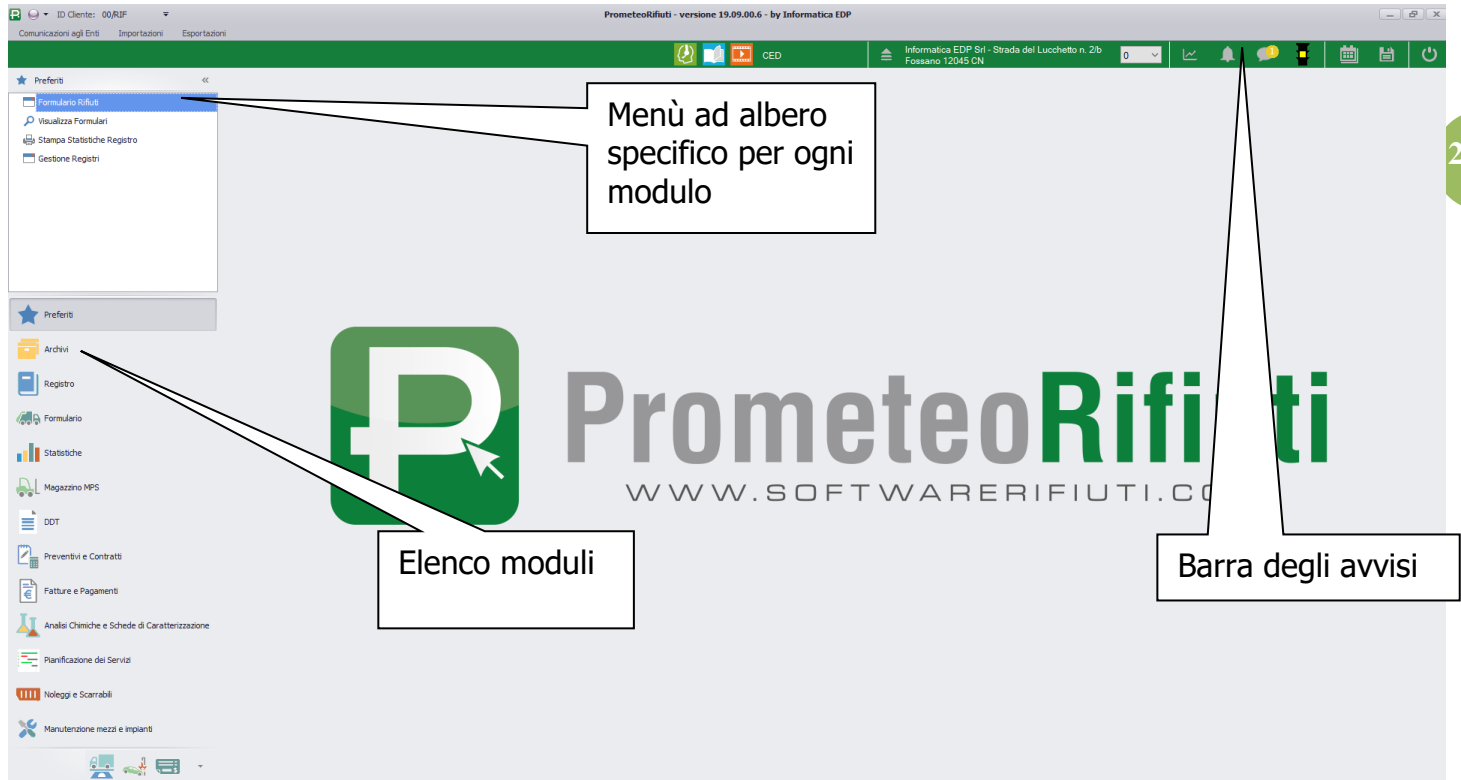 ID Cliente: 00/RIF
PrometeoRifiuti - versione 19.09.00.6 - by Informatica EDP
Comunicazioni agli Enti Importazioni Esportazioni
CED
Informatica EDP Srl - Strada del Lucchetto n. 2/b
Fossano 12045 CN
0
1
Preferiti
Formulario Rifiuti
Visualizza Formulari
Stampa Statistiche Registro
Gestione Registri
Menù ad albero
specifico per ogni
modulo
2
Preferiti
Archivi
Registro
Formulario
Statistiche
Magazzino MPS
DDT
Preventivi e Contratti
Fatture e Pagamenti
Analisi Chimiche e Schede di Caratterizzazione
Pianificazione dei Servizi
Noleggi e Scarrabili
Manutenzione mezzi e impianti
PrometeoRifiuti
WWW.SOFTWARERIFIUTI.CO
Elenco moduli
Barra degli avvisi